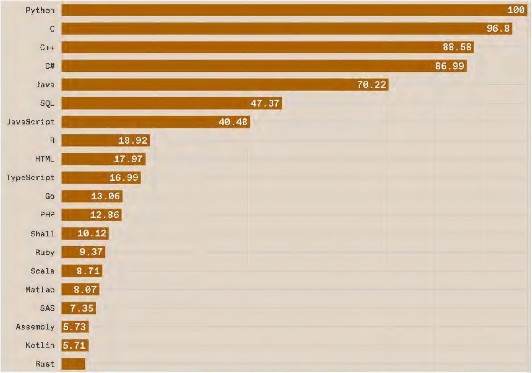 Python 100
C 96.8
C++ 88.58
C# 86.99
Java 70.22
SQL 47.37
JavaScript 40.48
R 18.92
HTML 17.97
TypeScript 16.99
Go 13.06
PHP 12.86
Shell 10.12
Ruby 9.37
Scala 8.71
Matlab 8.07
SAS 7.35
Assembly 5.73
Kotlin 5.71
Rust